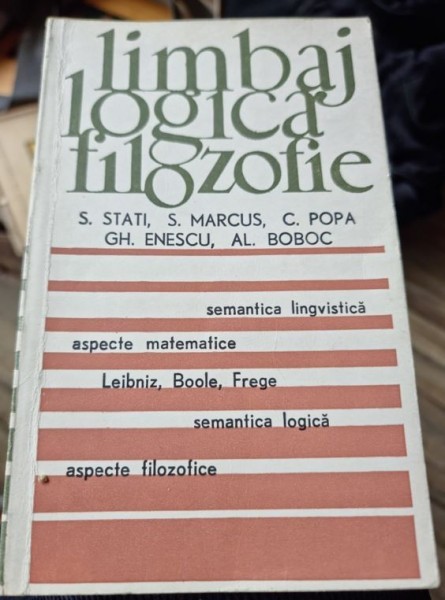 limbaj
logica
filozofie
S. STATI, S. MARCUS, C. POPA
GH. ENESCU, AL. BOBOC
semantica lingvistică
aspecte matematice
Leibniz, Boole, Frege
semantica logică
aspecte filozofice